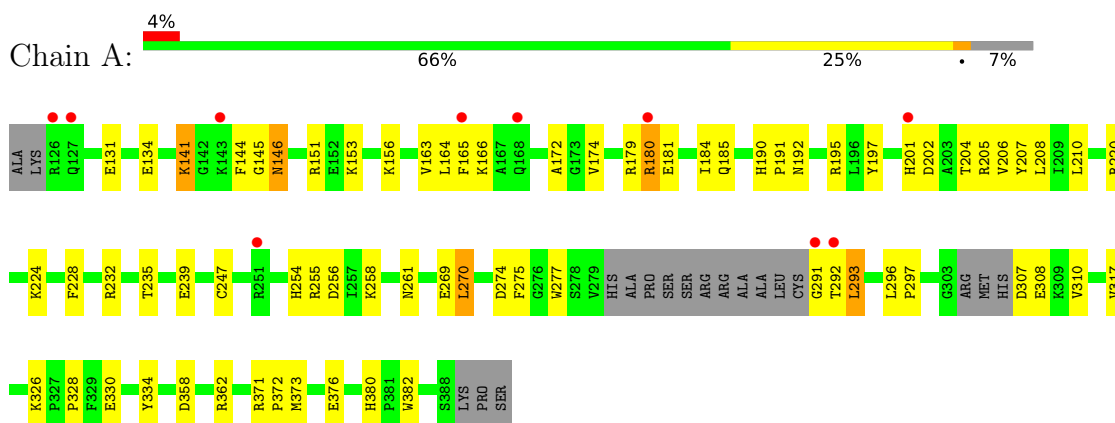 4%
Chain A:
66% 25% • 7%
ALA LYS R126 Q127 E131 E134 K141 G142 K143 F144 G145 N146 R151 E152 K153 K156 V163 L164 F165 K166 A167 Q168 A172 G173 V174 R179 R180 E181 I184 Q185 H190 P191 N192 R195 L196 Y197 H201 D202 A203 T204 R205 V206 Y207 L208 I209 L210
K224 F228 R232 T235 E239 C247 R251 H254 R255 D256 I257 K258 N261 E269 L270 D274 F275 G276 W277 S278 V279 HIS ALA PRO SER SER ARG ARG ALA ALA LEU CYS G291 T292 L293 L296 P297 G303 ARG MET HIS D307 E308 K309 V310
K326 P327 P328 F329 E330 Y334 D358 R362 R371 P372 M373 E376 H380 P381 W382 S388 LYS PRO SER